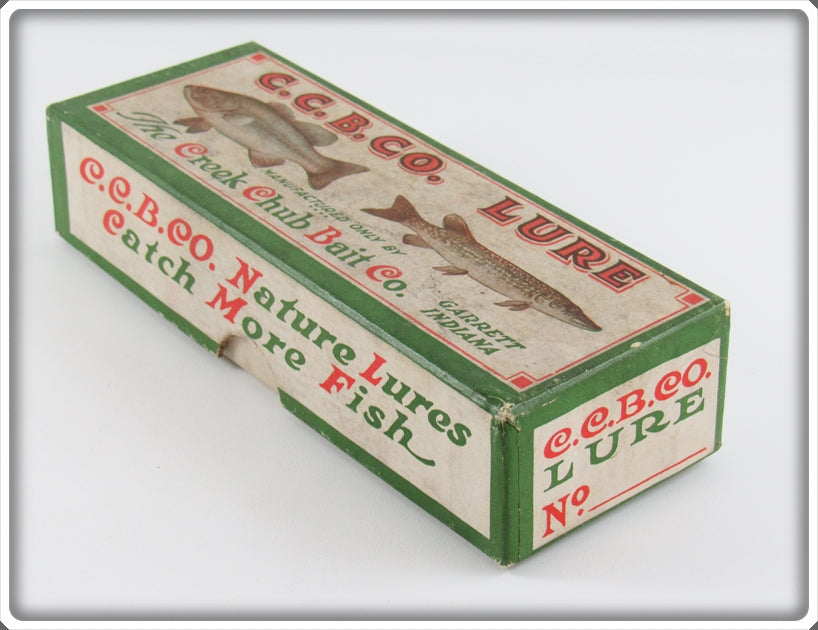 C.C.B.CO. LURE
MANUFACTURED ONLY BY
The Creek Chub Bait Co.
GARRETT
INDIANA
C.C.B.CO. Nature Lures
Catch More Fish
C.C.B.CO.
LURE
No.